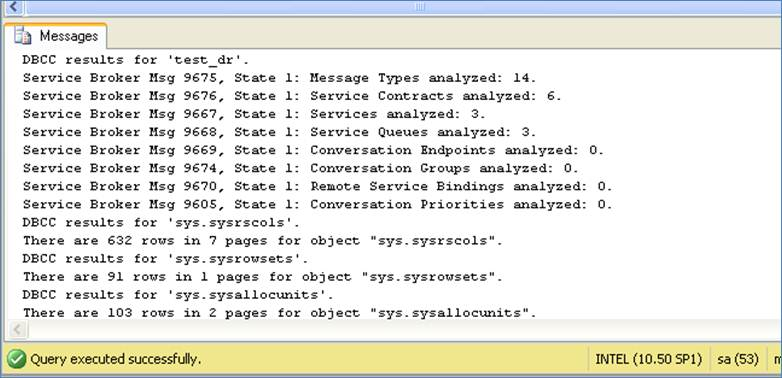 Messages
DBCC results for 'test_dr'.
Service Broker Msg 9675, State 1: Message Types analyzed: 14.
Service Broker Msg 9676, State 1: Service Contracts analyzed: 6.
Service Broker Msg 9667, State 1: Services analyzed: 3.
Service Broker Msg 9668, State 1: Service Queues analyzed: 3.
Service Broker Msg 9669, State 1: Conversation Endpoints analyzed: 0.
Service Broker Msg 9674, State 1: Conversation Groups analyzed: 0.
Service Broker Msg 9670, State 1: Remote Service Bindings analyzed: 0.
Service Broker Msg 9605, State 1: Conversation Priorities analyzed: 0.
DBCC results for 'sys.sysrscols'.
There are 632 rows in 7 pages for object "sys.sysrscols".
DBCC results for 'sys.sysrowsets'.
There are 91 rows in 1 pages for object "sys.sysrowsets".
DBCC results for 'sys.sysallocunits'.
There are 103 rows in 2 pages for object "sys.sysallocunits".
Query executed successfully. INTEL (10.50 SP1) sa (53)